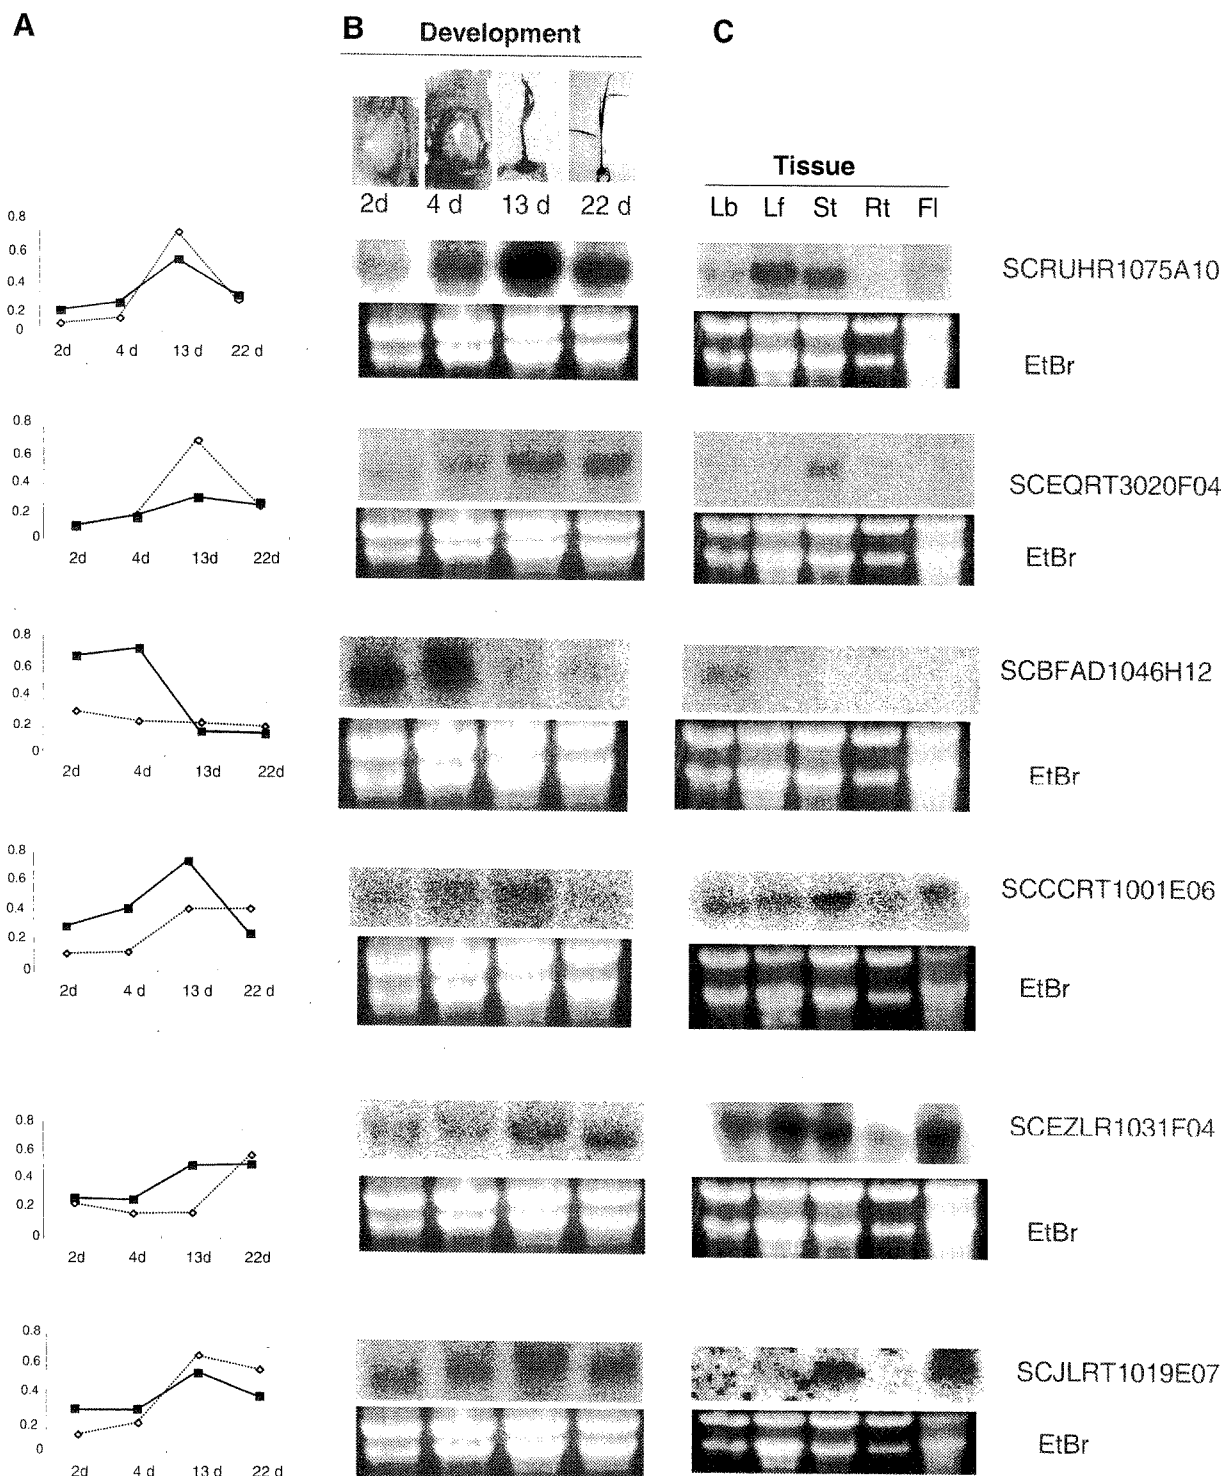 A
B
Development
C
2d 4 d 13 d 22 d
Tissue
Lb Lf St Rt Fl
0.8
0.6
0.4
0.2
0
2d 4 d 13 d 22 d
SCRUHR1075A10
EtBr
0.8
0.6
0.4
0.2
0
2d 4d 13d 22d
SCEQRT3020F04
EtBr
0.8
0.6
0.4
0.2
0
2d 4d 13d 22d
SCBFAD1046H12
EtBr
0.8
0.6
0.4
0.2
0
2d 4 d 13 d 22 d
SCCCRT1001E06
EtBr
0.8
0.6
0.4
0.2
0
2d 4d 13d 22d
SCEZLR1031F04
EtBr
0.8
0.6
0.4
0.2
0
2d 4 d 13 d 22 d
SCJLRT1019E07
EtBr